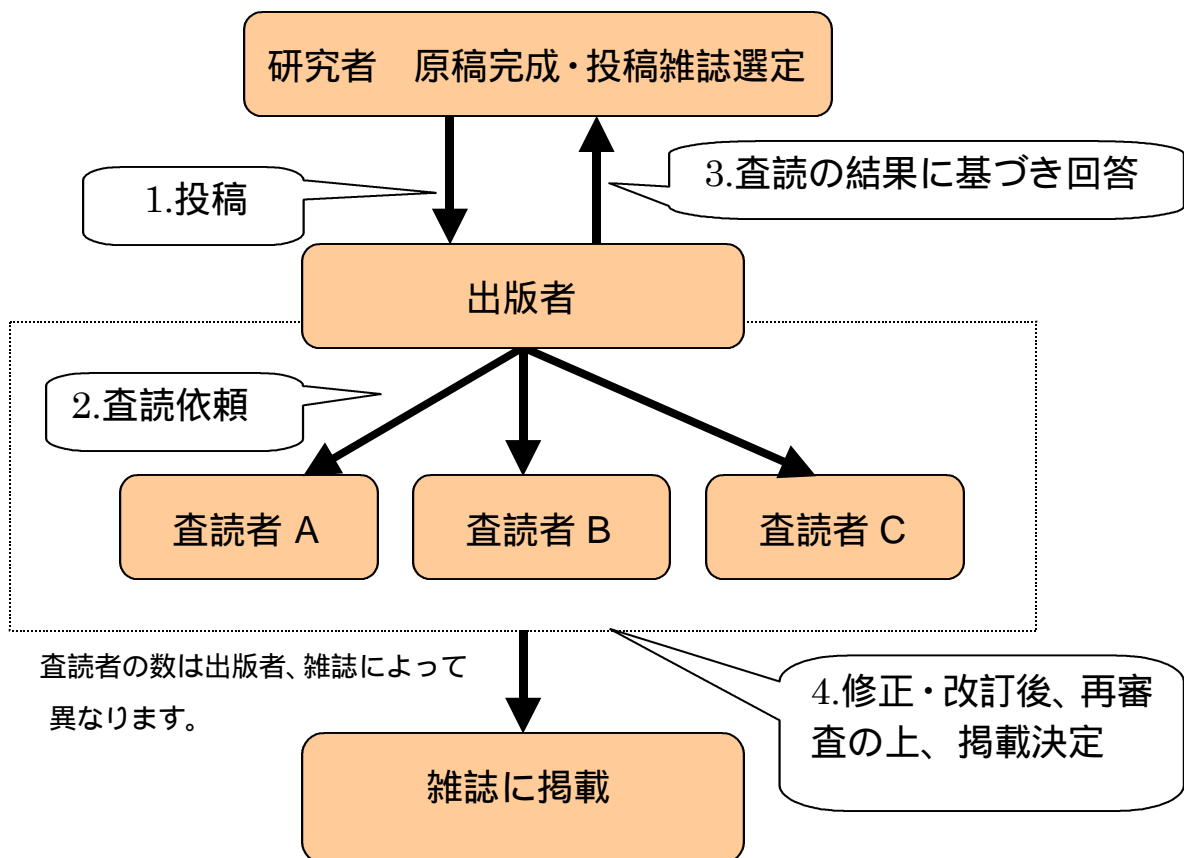 研究者　原稿完成・投稿雑誌選定
1.投稿
3.査読の結果に基づき回答
出版者
2.査読依頼
査読者 A
査読者 B
査読者 C
査読者の数は出版者、雑誌によって
異なります。
4.修正・改訂後、再審
査の上、掲載決定
雑誌に掲載